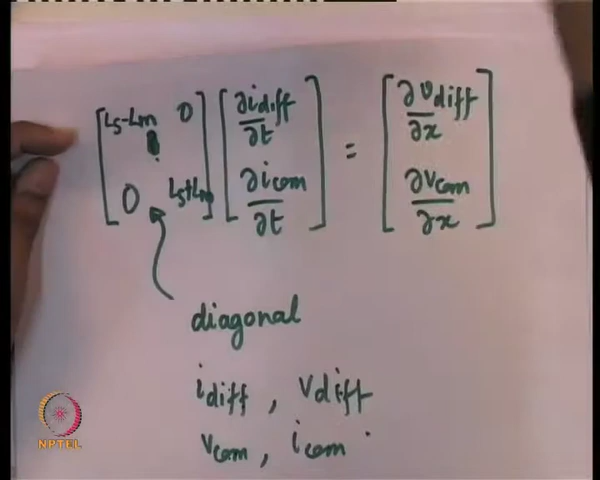 [Ls-Lm 0] [∂idiff/∂t] = [∂vdiff/∂x]
[0 Ls+Lm] [∂icom/∂t] [∂vcom/∂x]
diagonal
idiff , vdiff
vcom , icom
NPTEL